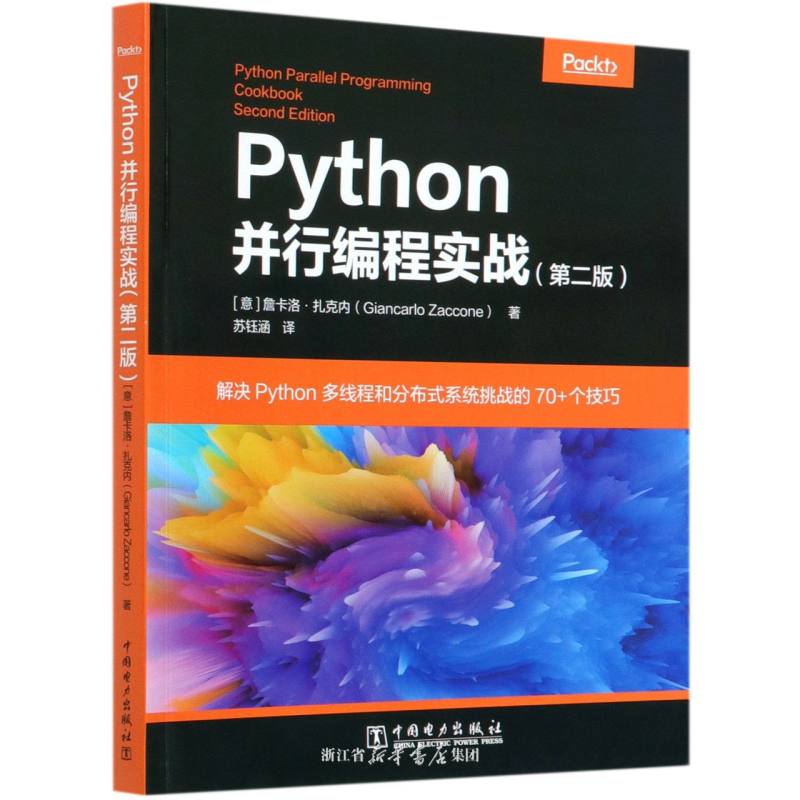 Packt>
Python 并行编程实战(第二版)
[意]詹卡洛·扎克内(Giancarlo Zaccone) 著
中国电力出版社
Packt>
Python Parallel Programming
Cookbook
Second Edition
Python
并行编程实战(第二版)
[意]詹卡洛·扎克内(Giancarlo Zaccone) 著
苏钰涵 译
解决 Python 多线程和分布式系统挑战的 70+个技巧
中国电力出版社
CHINA ELECTRIC POWER PRESS
浙江省新华书店集团